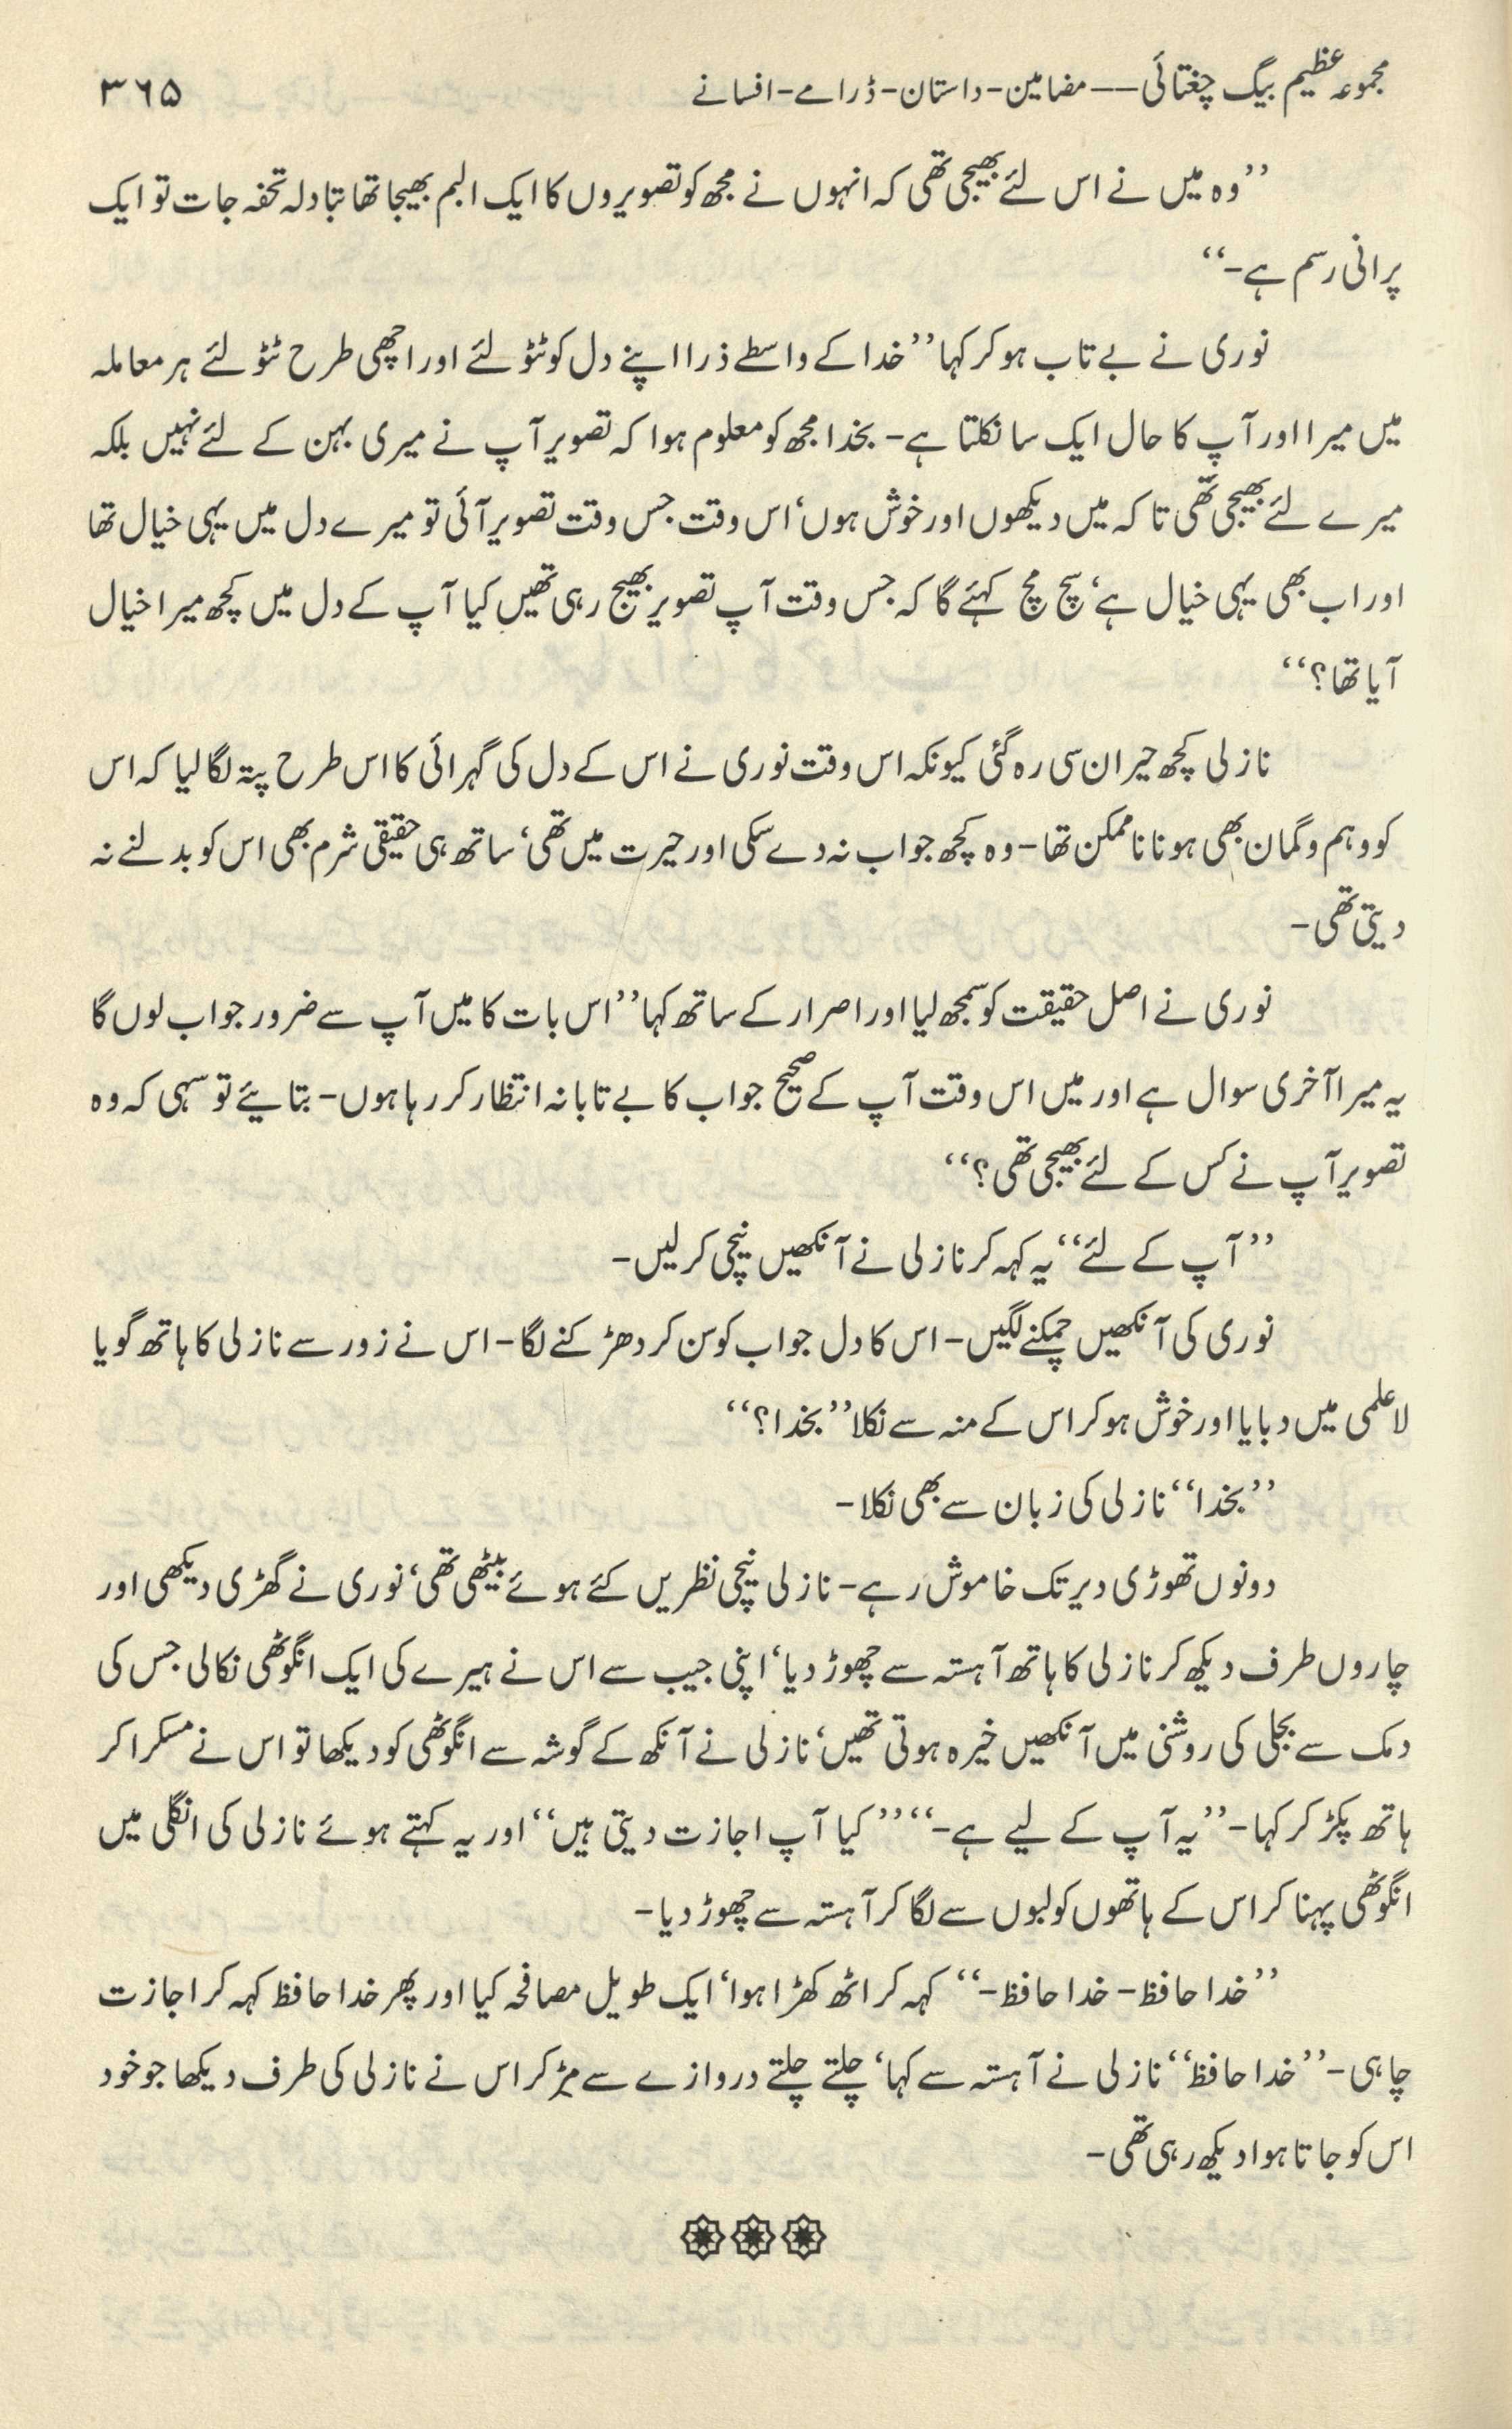 مجموعہ عظیم بیگ چغتائی — مضامین - داستان - ڈرامے - افسانے ۳۶۵
’’وہ میں نے اس لئے بھیجی تھی کہ انہوں نے مجھ کو تصویروں کا ایک البم بھیجا تھا تبادلہ تحفہ جات تو ایک
پرانی رسم ہے-‘‘
نوری نے بے تاب ہو کر کہا ’’خدا کے واسطے ذرا اپنے دل کو ٹٹولئے اور اچھی طرح ٹٹولئے ہر معاملہ
میں میرا اور آپ کا حال ایک سا نکلتا ہے- بخدا مجھ کو معلوم ہوا کہ تصویر آپ نے میری بہن کے لئے نہیں بلکہ
میرے لئے بھیجی تھی تاکہ میں دیکھوں اور خوش ہوں‘ اس وقت جس وقت تصویر آئی تو میرے دل میں یہی خیال تھا
اور اب بھی یہی خیال ہے‘ سچ مچ کہئے گا کہ جس وقت آپ تصویر بھیج رہی تھیں کیا آپ کے دل میں کچھ میرا خیال
آیا تھا؟‘‘
نازلی کچھ حیران سی رہ گئی کیونکہ اس وقت نوری نے اس کے دل کی گہرائی کا اس طرح پتہ لگا لیا کہ اس
کو وہم و گمان بھی ہونا ناممکن تھا- وہ کچھ جواب نہ دے سکی اور حیرت میں تھی‘ ساتھ ہی حقیقی شرم بھی اس کو بدلنے نہ
دیتی تھی-
نوری نے اصل حقیقت کو سمجھ لیا اور اصرار کے ساتھ کہا ’’اس بات کا میں آپ سے ضرور جواب لوں گا
یہ میرا آخری سوال ہے اور میں اس وقت آپ کے صحیح جواب کا بے تابانہ انتظار کر رہا ہوں- بتائیے تو سہی کہ وہ
تصویر آپ نے کس کے لئے بھیجی تھی؟‘‘
’’آپ کے لئے‘‘ یہ کہہ کر نازلی نے آنکھیں نیچی کر لیں-
نوری کی آنکھیں چمکنے لگیں- اس کا دل جواب کو سن کر دھڑکنے لگا- اس نے زور سے نازلی کا ہاتھ گویا
لاعلمی میں دبایا اور خوش ہو کر اس کے منہ سے نکلا ’’بخدا؟‘‘
’’بخدا‘‘ نازلی کی زبان سے بھی نکلا-
دونوں تھوڑی دیر تک خاموش رہے- نازلی نیچی نظریں کئے ہوئے بیٹھی تھی‘ نوری نے گھڑی دیکھی اور
چاروں طرف دیکھ کر نازلی کا ہاتھ آہستہ سے چھوڑ دیا‘ اپنی جیب سے اس نے ہیرے کی ایک انگوٹھی نکالی جس کی
دمک سے بجلی کی روشنی میں آنکھیں خیرہ ہوتی تھیں‘ نازلی نے آنکھ کے گوشہ سے انگوٹھی کو دیکھا تو اس نے مسکرا کر
ہاتھ پکڑ کر کہا- ’’یہ آپ کے لیے ہے-‘‘ ’’کیا آپ اجازت دیتی ہیں‘‘ اور یہ کہتے ہوئے نازلی کی انگلی میں
انگوٹھی پہنا کر اس کے ہاتھوں کو لبوں سے لگا کر آہستہ سے چھوڑ دیا-
’’خدا حافظ- خدا حافظ-‘‘ کہہ کر اٹھ کھڑا ہوا‘ ایک طویل مصافحہ کیا اور پھر خدا حافظ کہہ کر اجازت
چاہی- ’’خدا حافظ‘‘ نازلی نے آہستہ سے کہا‘ چلتے چلتے دروازے سے مڑ کر اس نے نازلی کی طرف دیکھا جو خود
اس کو جاتا ہوا دیکھ رہی تھی-